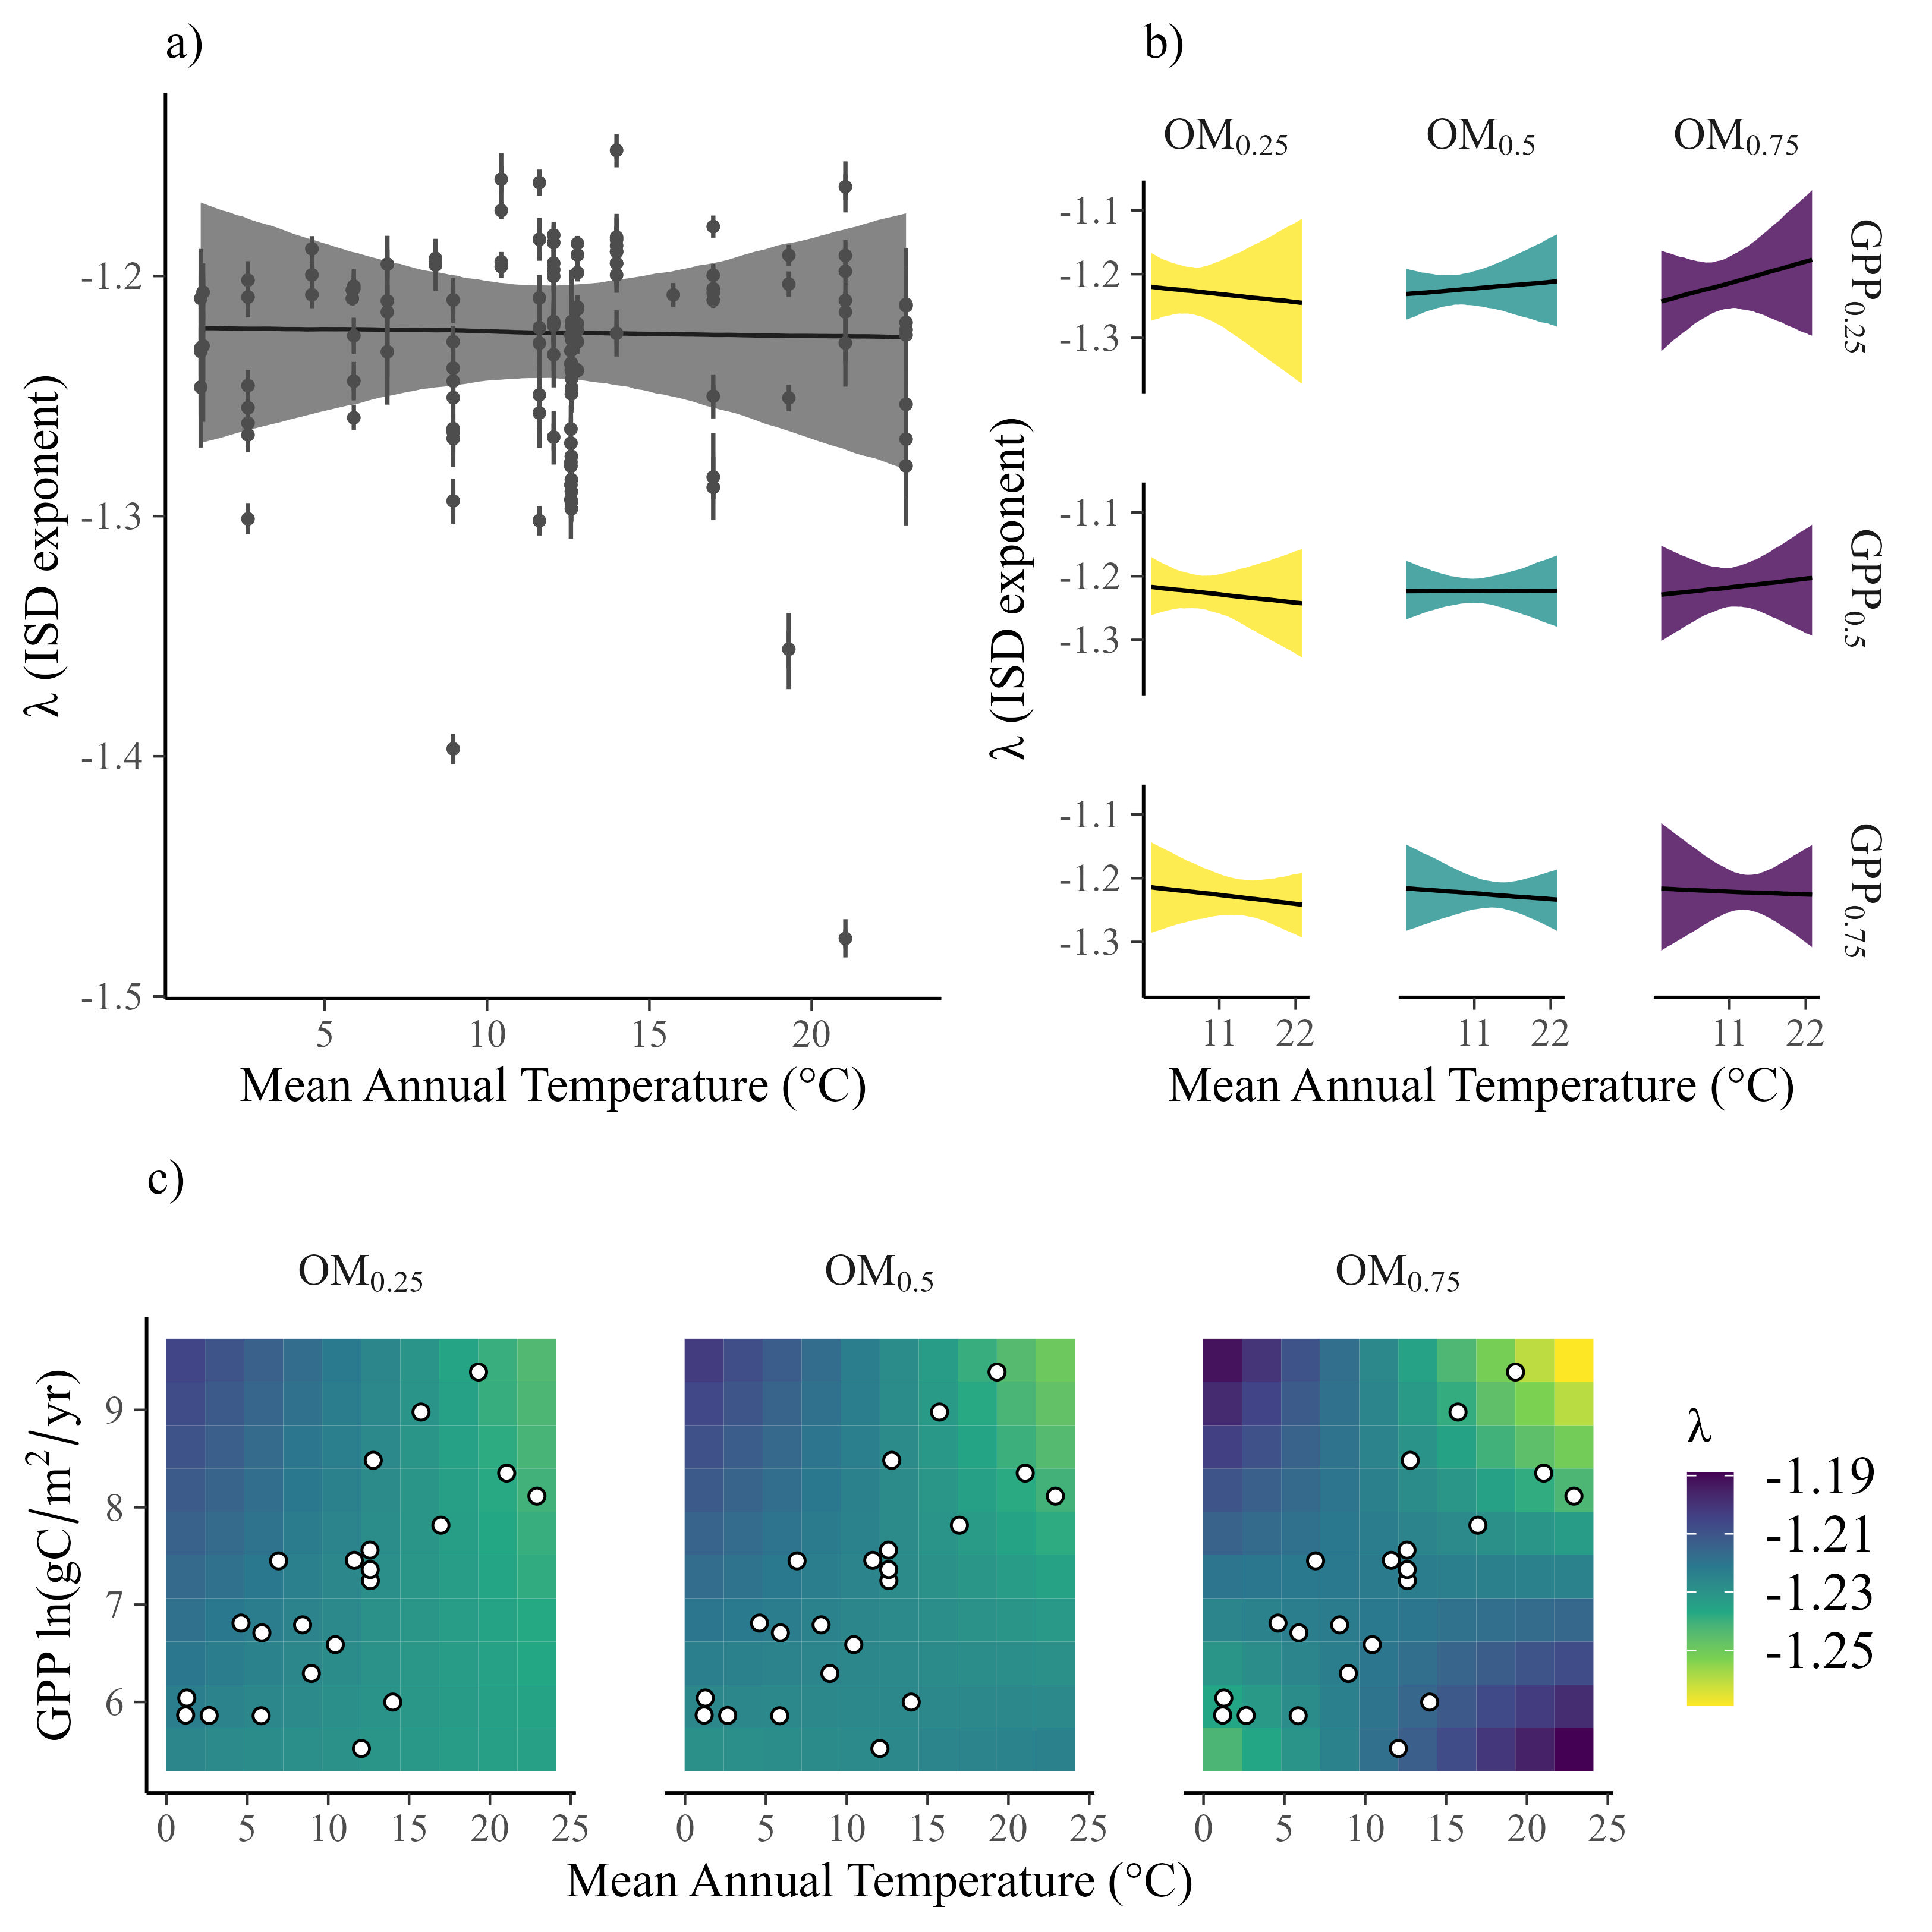 a)
λ (ISD exponent)
-1.2
-1.3
-1.4
-1.5
5 10 15 20
Mean Annual Temperature (°C)
b)
OM0.25 OM0.5 OM0.75
λ (ISD exponent)
-1.1
-1.2
-1.3
GPP0.25
-1.1
-1.2
-1.3
GPP0.5
-1.1
-1.2
-1.3
GPP0.75
11 22 11 22 11 22
Mean Annual Temperature (°C)
c)
OM0.25 OM0.5 OM0.75
GPP ln(gC/m²/yr)
9
8
7
6
0 5 10 15 20 25 0 5 10 15 20 25 0 5 10 15 20 25
Mean Annual Temperature (°C)
λ
-1.19
-1.21
-1.23
-1.25